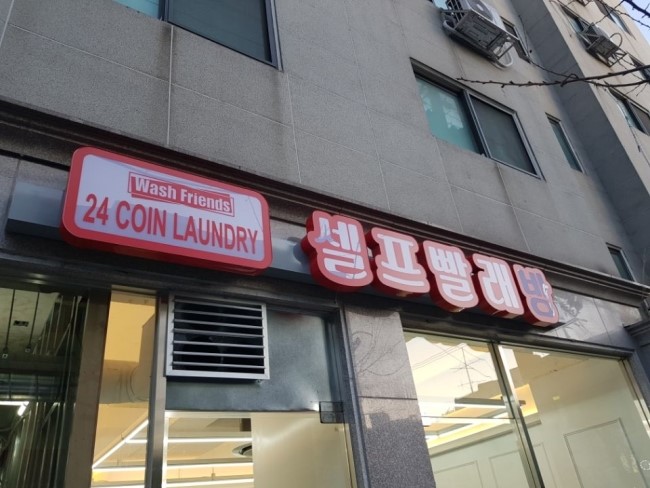 Wash Friends
24 COIN LAUNDRY
셀프빨래방